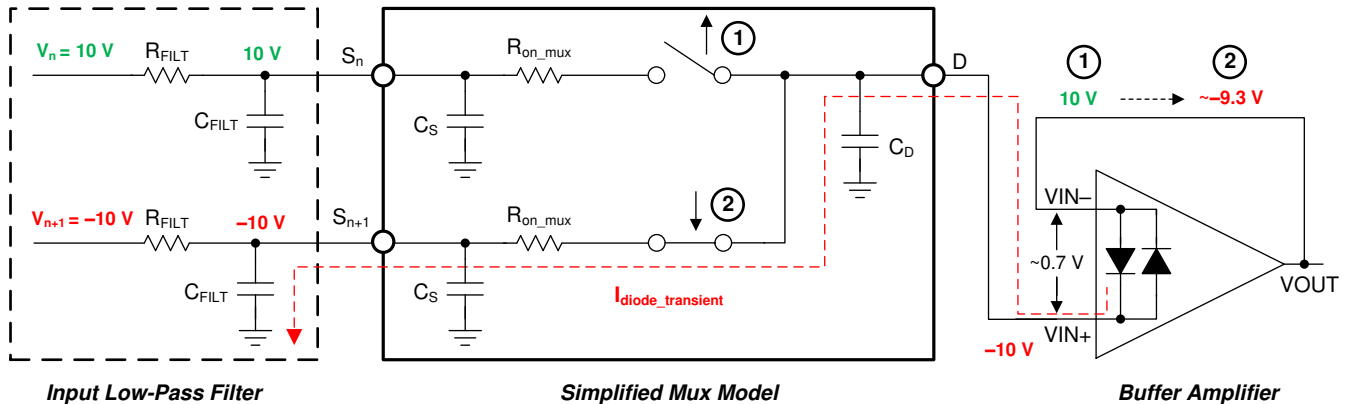 Vn = 10 V
RFILT
10 V
Sn
Ron_mux
1
D
1
2
10 V
~–9.3 V
CFILT
CS
CD
Vn+1 = –10 V
RFILT
–10 V
Sn+1
Ron_mux
2
VIN–
~0.7 V
CFILT
CS
Idiode_transient
VOUT
VIN+
–10 V
Input Low-Pass Filter
Simplified Mux Model
Buffer Amplifier